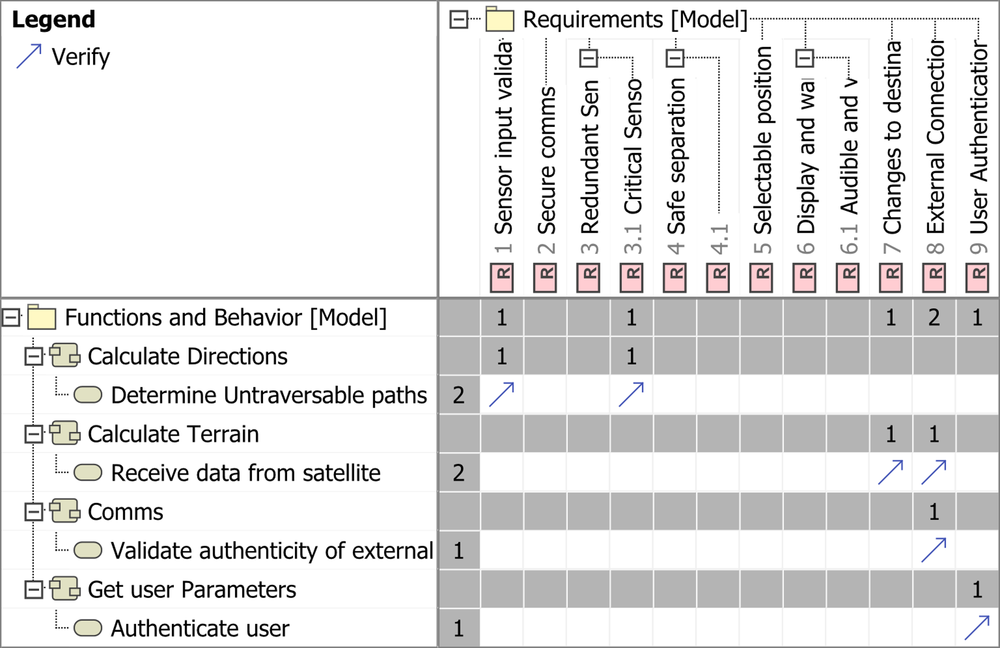 Legend
Verify
Requirements [Model]
1 Sensor input valida
2 Secure comms
3 Redundant Sen
3.1 Critical Senso
4 Safe separation
4.1
5 Selectable position
6 Display and wa
6.1 Audible and v
7 Changes to destina
8 External Connection
9 User Authentication
R R R R R R R R R R R R
Functions and Behavior [Model] 1 1 1 2 1
Calculate Directions 1 1
Determine Untraversable paths 2
Calculate Terrain 1 1
Receive data from satellite 2
Comms 1
Validate authenticity of external 1
Get user Parameters 1
Authenticate user 1